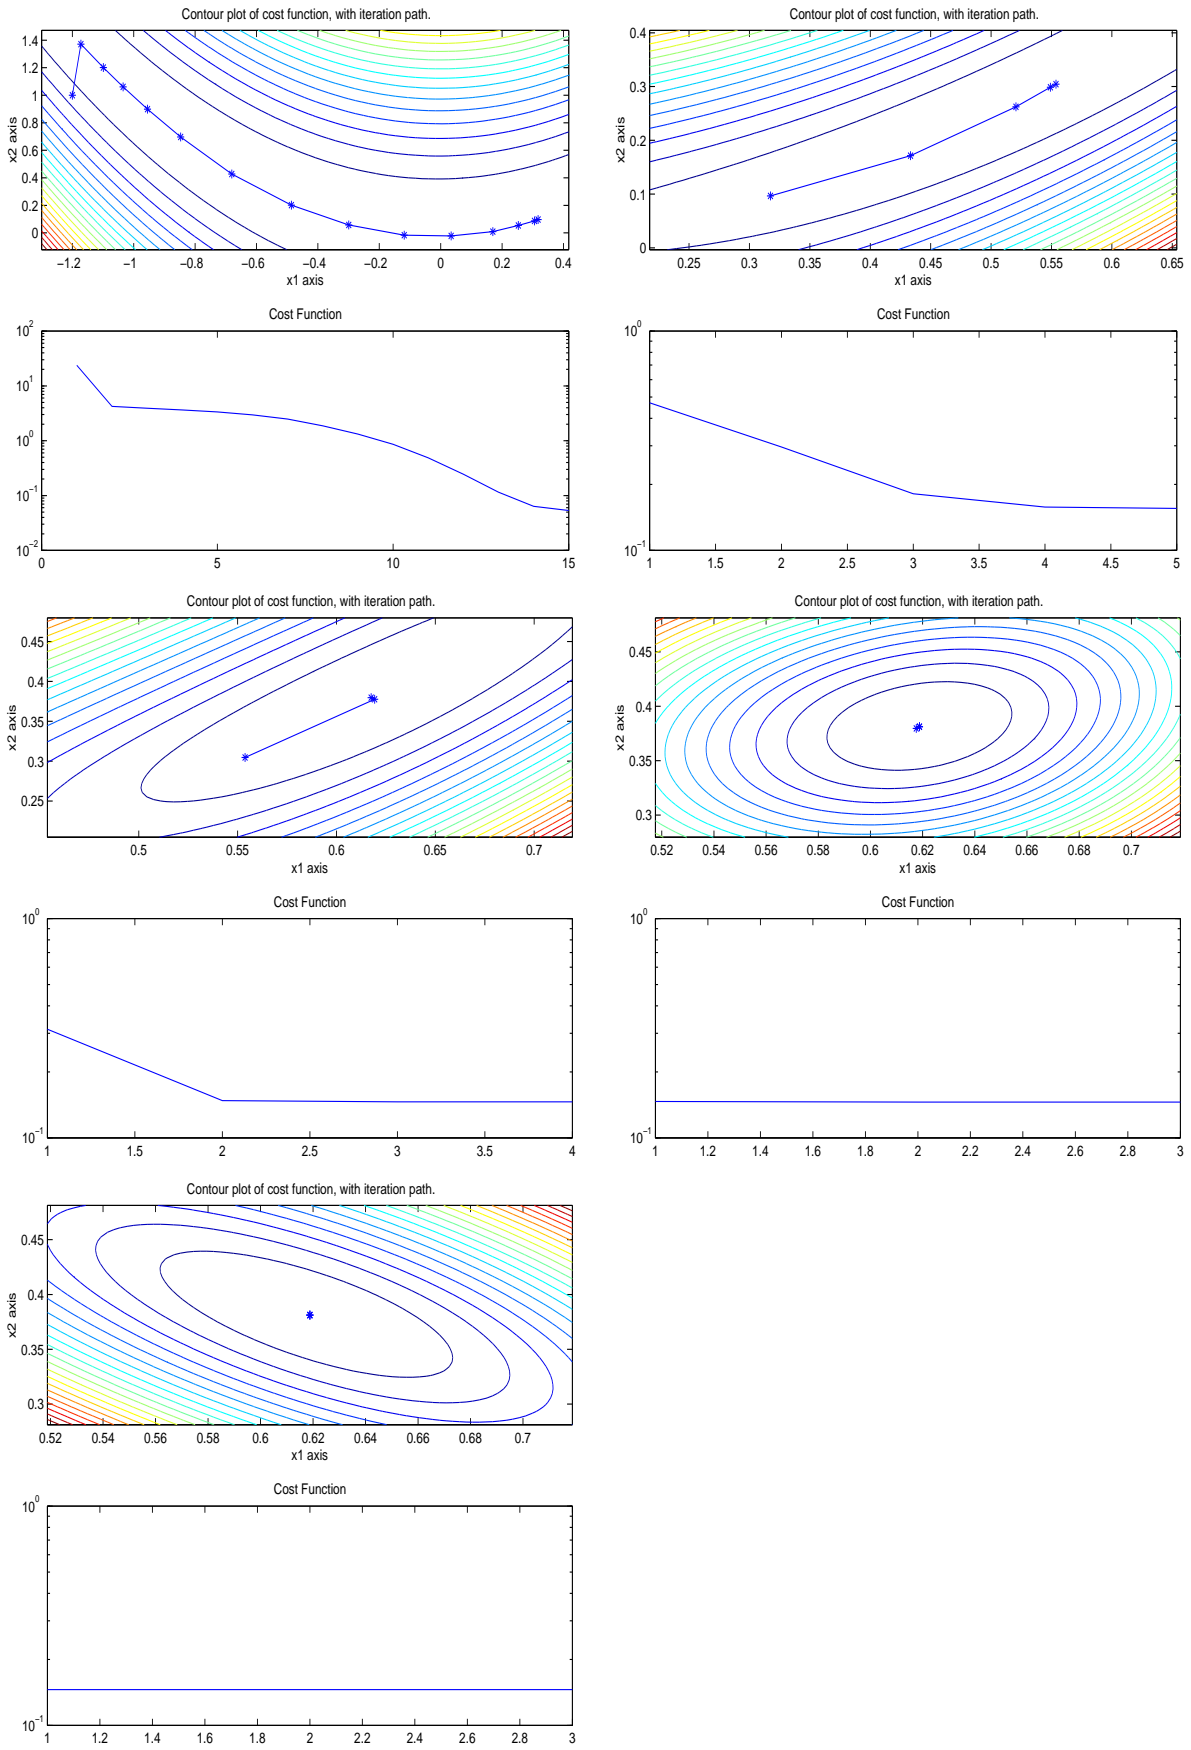 Contour plot of cost function, with iteration path.
1.4
1.2
1
0.8
0.6
0.4
0.2
0
x2 axis
−1.2 −1 −0.8 −0.6 −0.4 −0.2 0 0.2 0.4
x1 axis
Contour plot of cost function, with iteration path.
0.4
0.3
0.2
0.1
0
x2 axis
0.25 0.3 0.35 0.4 0.45 0.5 0.55 0.6 0.65
x1 axis
Cost Function
10^2
10^1
10^0
10^−1
10^−2
0 5 10 15
Cost Function
10^0
10^−1
1 1.5 2 2.5 3 3.5 4 4.5 5
Contour plot of cost function, with iteration path.
0.45
0.4
0.35
0.3
0.25
x2 axis
0.5 0.55 0.6 0.65 0.7
x1 axis
Contour plot of cost function, with iteration path.
0.45
0.4
0.35
0.3
x2 axis
0.52 0.54 0.56 0.58 0.6 0.62 0.64 0.66 0.68 0.7
x1 axis
Cost Function
10^0
10^−1
1 1.5 2 2.5 3 3.5 4
Cost Function
10^0
10^−1
1 1.2 1.4 1.6 1.8 2 2.2 2.4 2.6 2.8 3
Contour plot of cost function, with iteration path.
0.45
0.4
0.35
0.3
x2 axis
0.52 0.54 0.56 0.58 0.6 0.62 0.64 0.66 0.68 0.7
x1 axis
Cost Function
10^0
10^−1
1 1.2 1.4 1.6 1.8 2 2.2 2.4 2.6 2.8 3